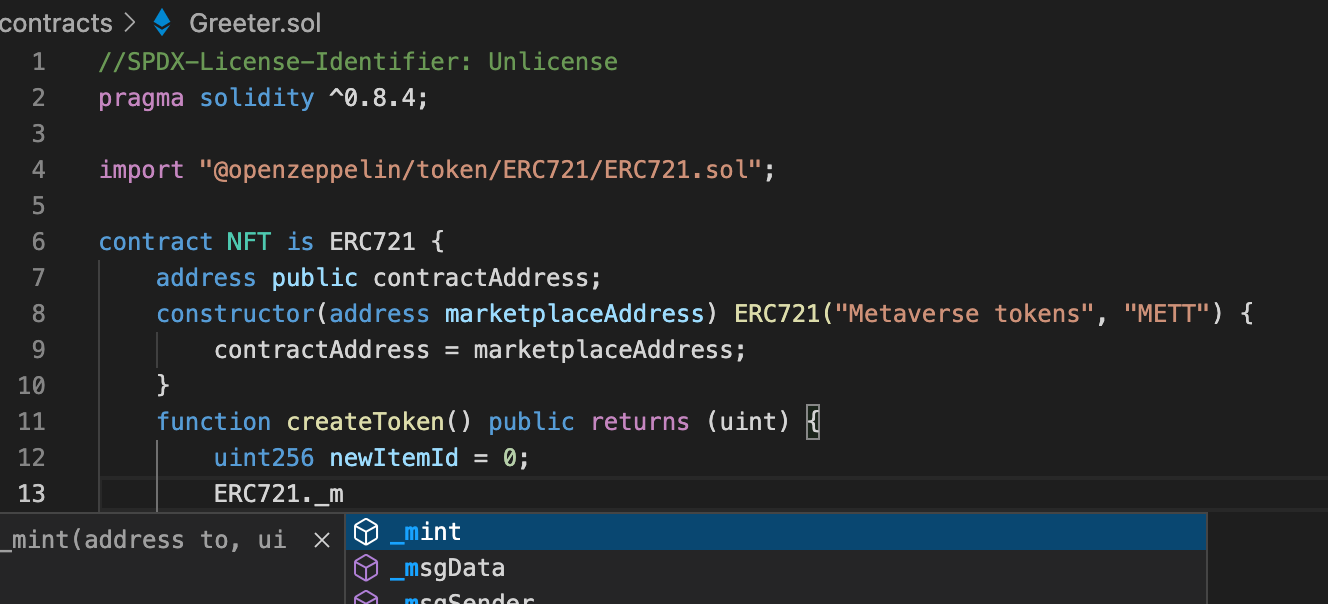 contracts > Greeter.sol
1 //SPDX-License-Identifier: Unlicense
2 pragma solidity ^0.8.4;
3
4 import "@openzeppelin/token/ERC721/ERC721.sol";
5
6 contract NFT is ERC721 {
7 address public contractAddress;
8 constructor(address marketplaceAddress) ERC721("Metaverse tokens", "METT") {
9 contractAddress = marketplaceAddress;
10 }
11 function createToken() public returns (uint) {
12 uint256 newItemId = 0;
13 ERC721._m
_mint(address to, ui × _mint
_msgData
_msgSender